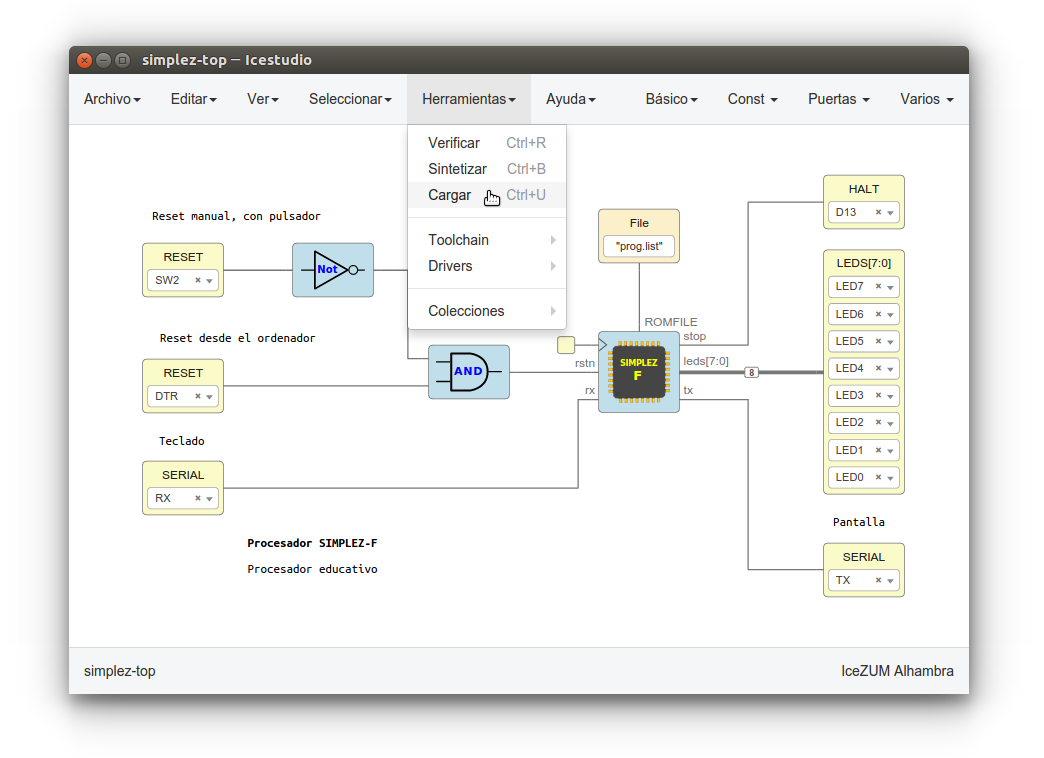 simplez-top – Icestudio
Archivo Editar Ver Seleccionar Herramientas Ayuda Básico Const Puertas Varios
Verificar Ctrl+R
Sintetizar Ctrl+B
Cargar Ctrl+U
Toolchain
Drivers
Colecciones
Reset manual, con pulsador
RESET
SW2
Not
Reset desde el ordenador
RESET
DTR
AND
Teclado
SERIAL
RX
File
"prog.list"
ROMFILE
stop
rstn
leds[7:0]
rx
tx
SIMPLEZ
F
8
HALT
D13
LEDS[7:0]
LED7
LED6
LED5
LED4
LED3
LED2
LED1
LED0
Pantalla
SERIAL
TX
Procesador SIMPLEZ-F
Procesador educativo
simplez-top
IceZUM Alhambra